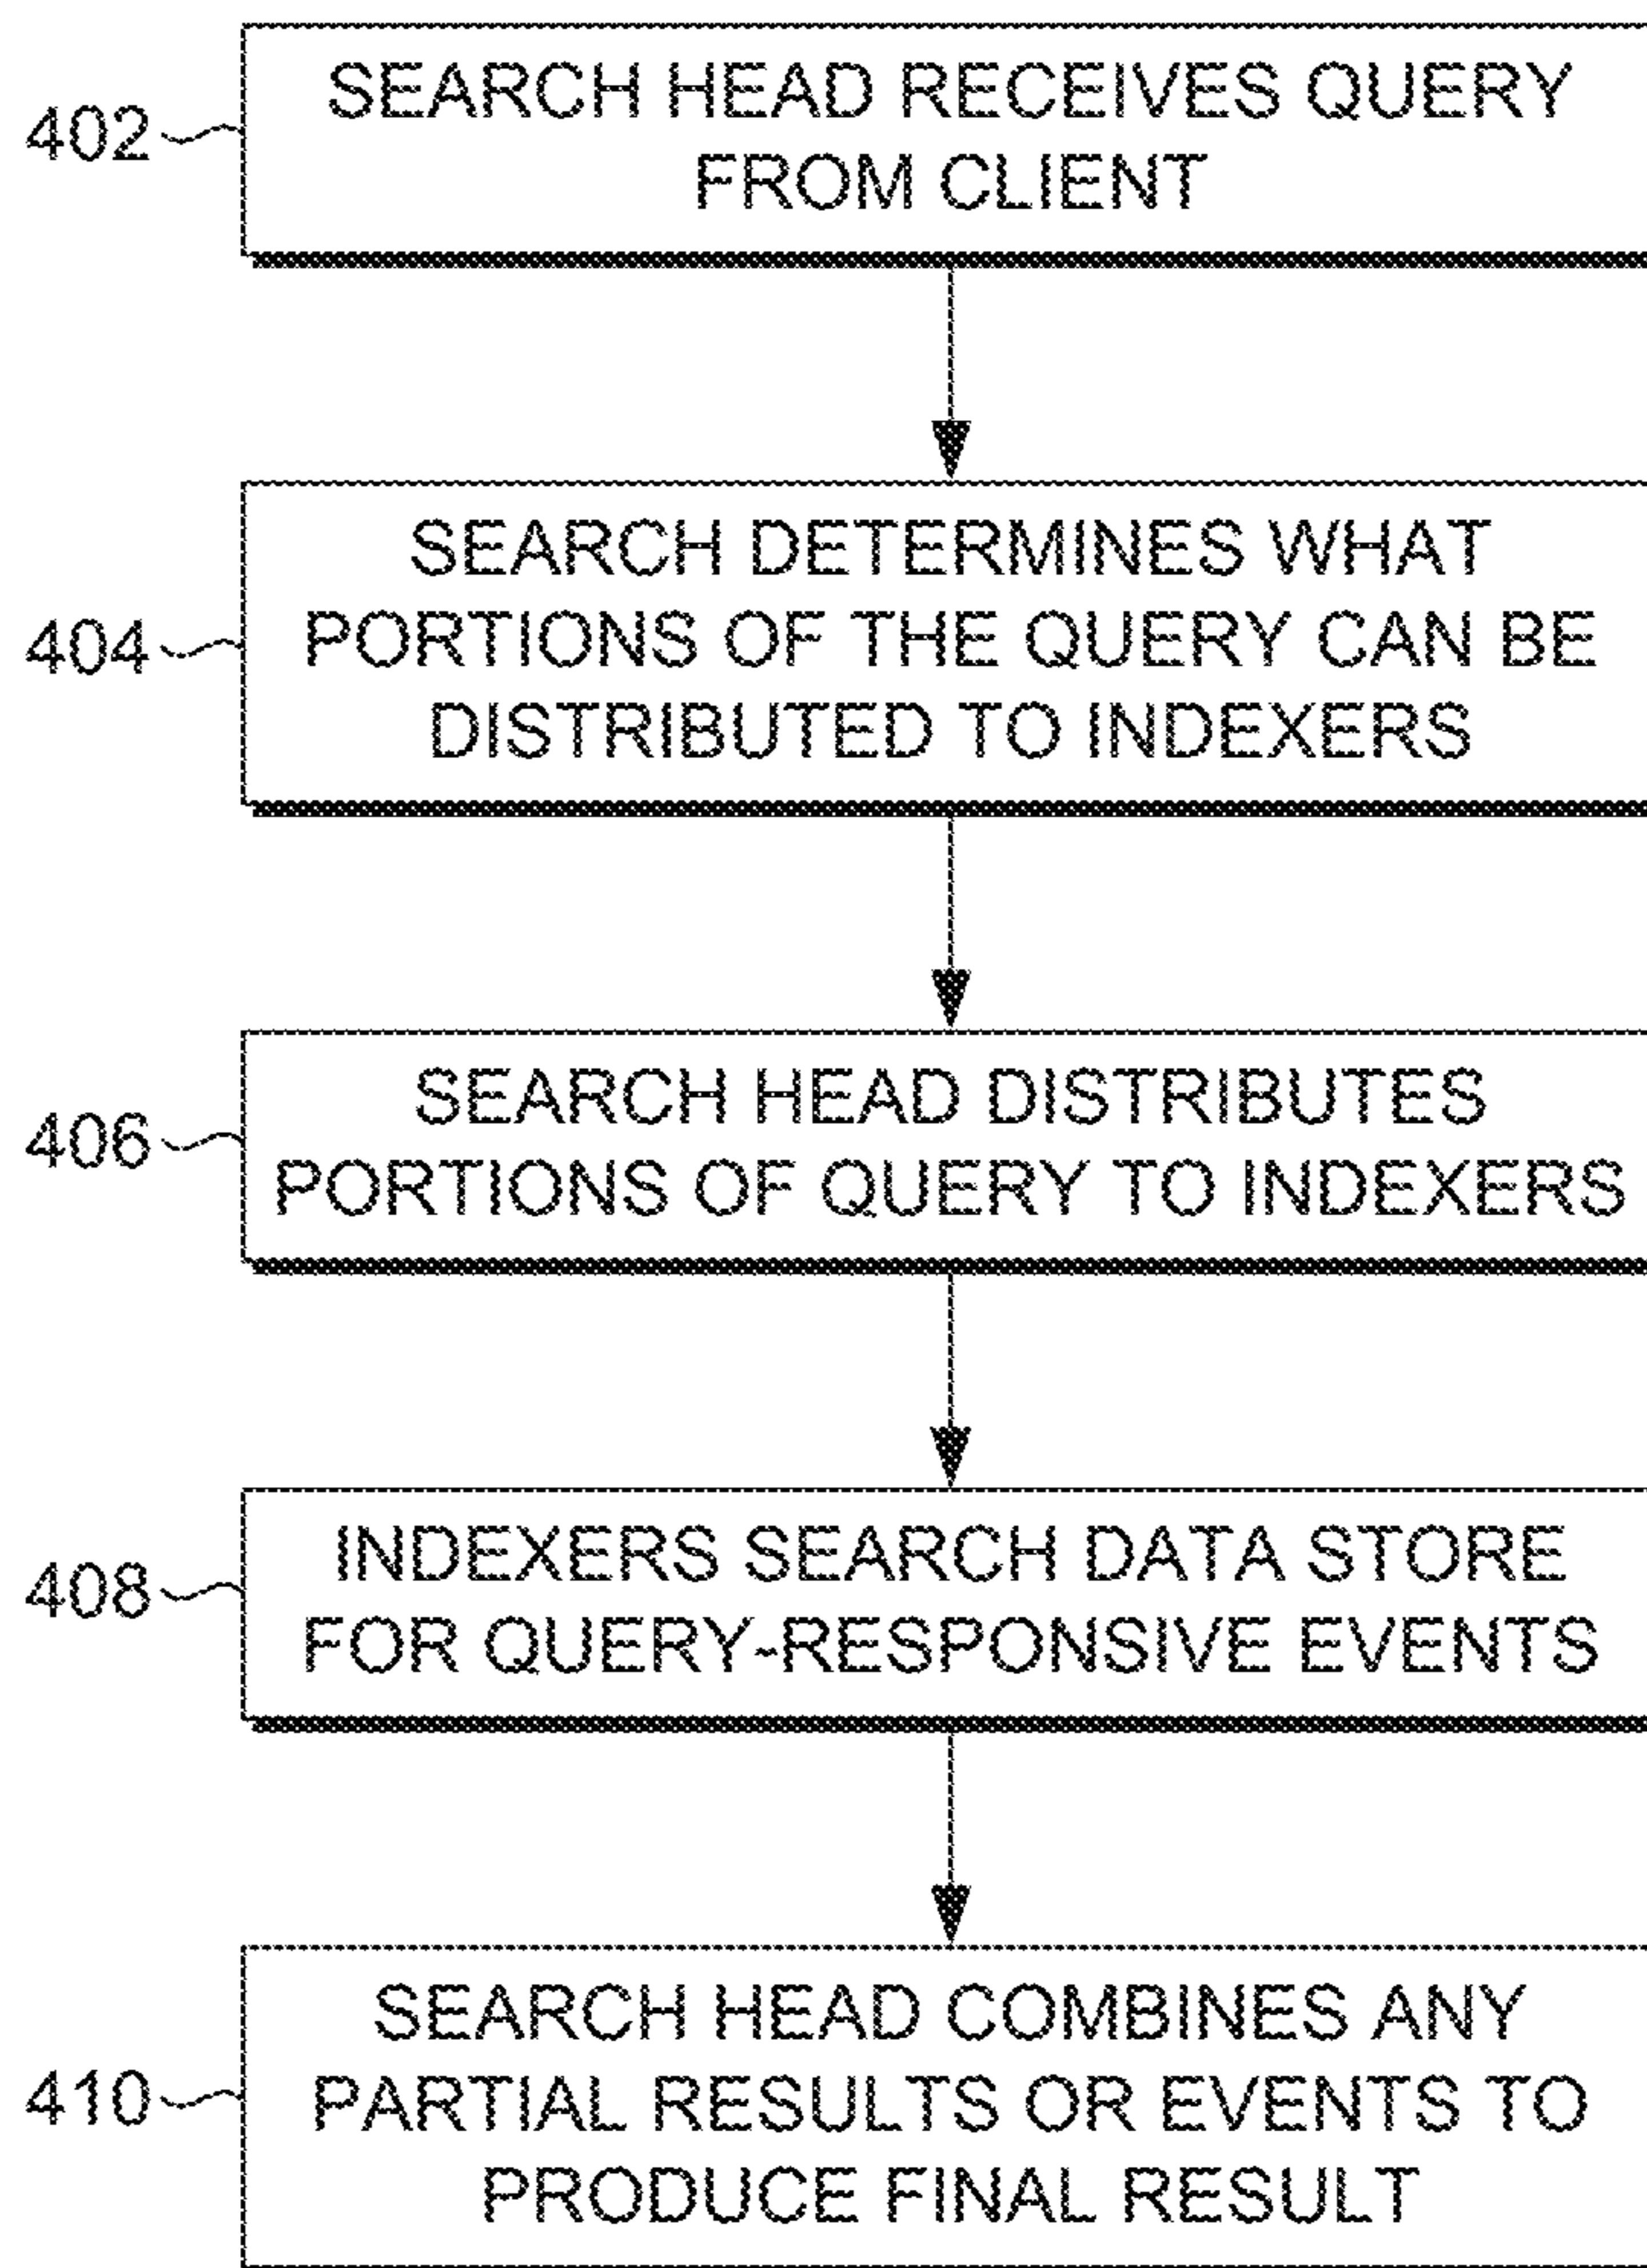 402
SEARCH HEAD RECEIVES QUERY
FROM CLIENT
404
SEARCH DETERMINES WHAT
PORTIONS OF THE QUERY CAN BE
DISTRIBUTED TO INDEXERS
406
SEARCH HEAD DISTRIBUTES
PORTIONS OF QUERY TO INDEXERS
408
INDEXERS SEARCH DATA STORE
FOR QUERY-RESPONSIVE EVENTS
410
SEARCH HEAD COMBINES ANY
PARTIAL RESULTS OR EVENTS TO
PRODUCE FINAL RESULT